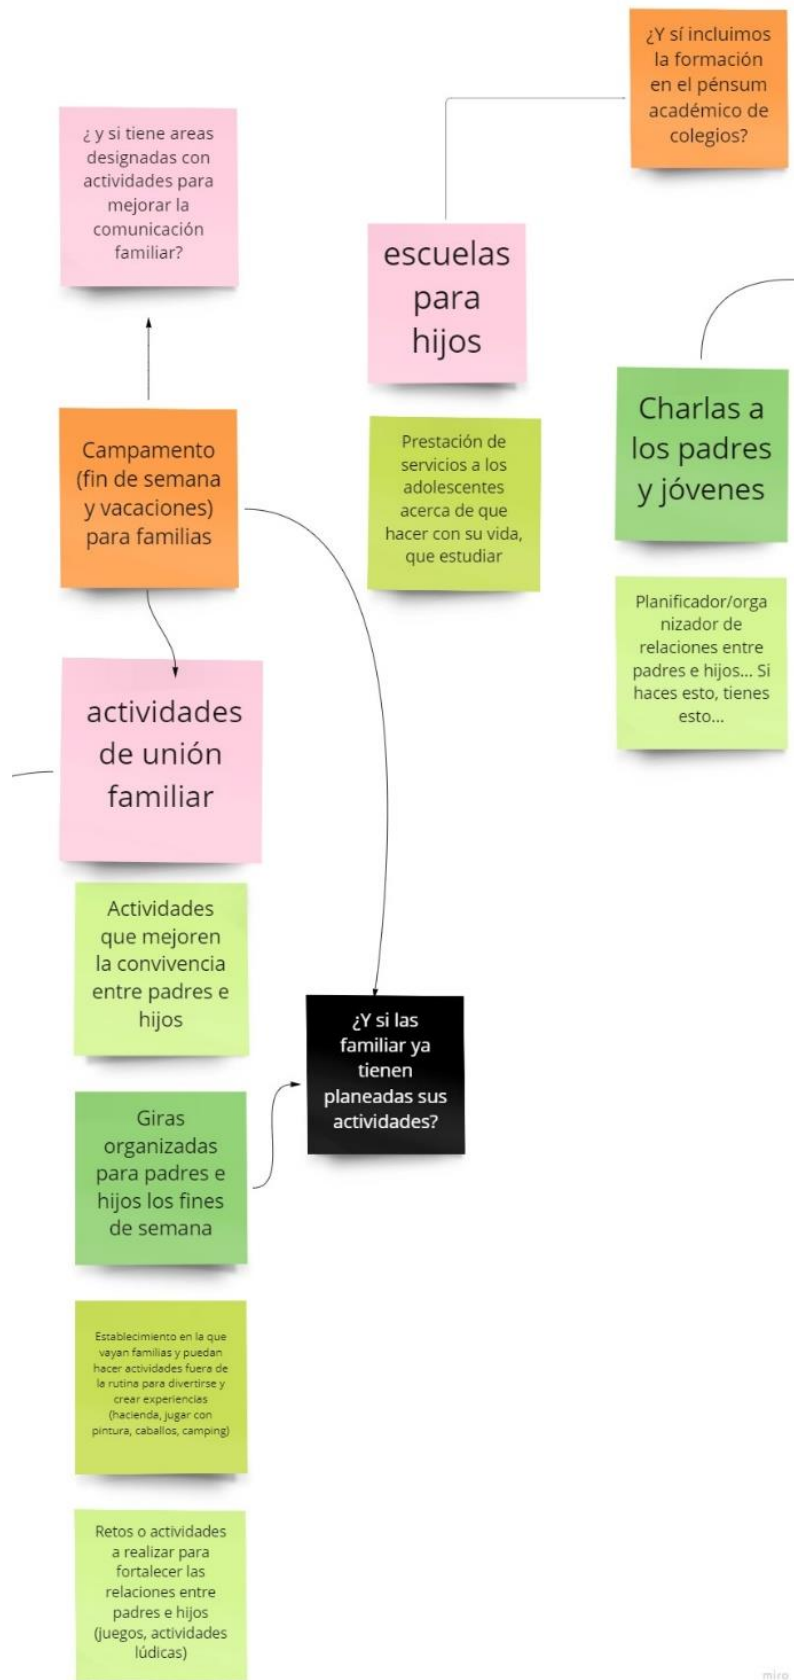 ¿Y sí incluimos
la formación
en el pénsum
académico de
colegios?
¿ y si tiene areas
designadas con
actividades para
mejorar la
comunicación
familiar?
escuelas
para
hijos
Charlas a
los padres
y jóvenes
Campamento
(fin de semana
y vacaciones)
para familias
Prestación de
servicios a los
adolescentes
acerca de que
hacer con su vida,
que estudiar
Planificador/orga
nizador de
relaciones entre
padres e hijos... Si
haces esto, tienes
esto...
actividades
de unión
familiar
Actividades
que mejoren
la convivencia
entre padres e
hijos
¿Y si las
familiar ya
tienen
planeadas sus
actividades?
Giras
organizadas
para padres e
hijos los fines
de semana
Establecimiento en la que
vayan familias y puedan
hacer actividades fuera de
la rutina para divertirse y
crear experiencias
(hacienda, jugar con
pintura, caballos, camping)
Retos o actividades
a realizar para
fortalecer las
relaciones entre
padres e hijos
(juegos, actividades
lúdicas)
miro